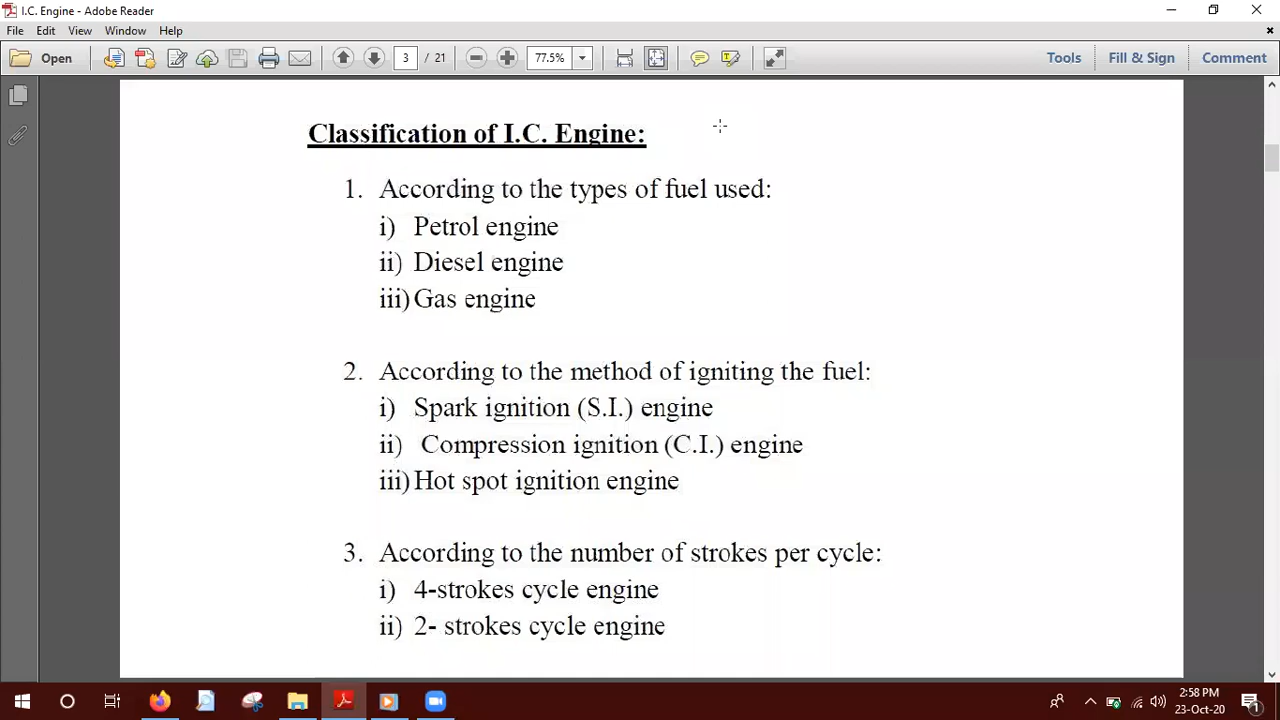 I.C. Engine - Adobe Reader
File Edit View Window Help
Open 3 / 21 77.5% Tools Fill & Sign Comment
Classification of I.C. Engine:
1. According to the types of fuel used:
i) Petrol engine
ii) Diesel engine
iii) Gas engine
2. According to the method of igniting the fuel:
i) Spark ignition (S.I.) engine
ii) Compression ignition (C.I.) engine
iii) Hot spot ignition engine
3. According to the number of strokes per cycle:
i) 4-strokes cycle engine
ii) 2- strokes cycle engine
2:58 PM
23-Oct-20
1